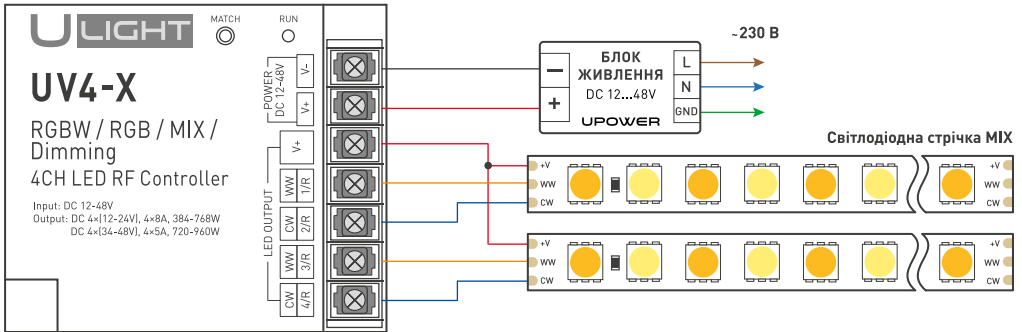 ULIGHT
MATCH
RUN
UV4-X
RGBW / RGB / MIX /
Dimming
4CH LED RF Controller
Input: DC 12-48V
Output: DC 4×(12-24V), 4×8A, 384-768W
DC 4×(34-48V), 4×5A, 720-960W
POWER
DC 12-48V
V-
V+
LED OUTPUT
V+
WW 1/R
CW 2/R
WW 3/R
CW 4/R
БЛОК
ЖИВЛЕННЯ
DC 12...48V
UPOWER
− +
L
N
GND
~230 В
Світлодіодна стрічка MIX
+V +V
WW WW
CW CW
+V +V
WW WW
CW CW